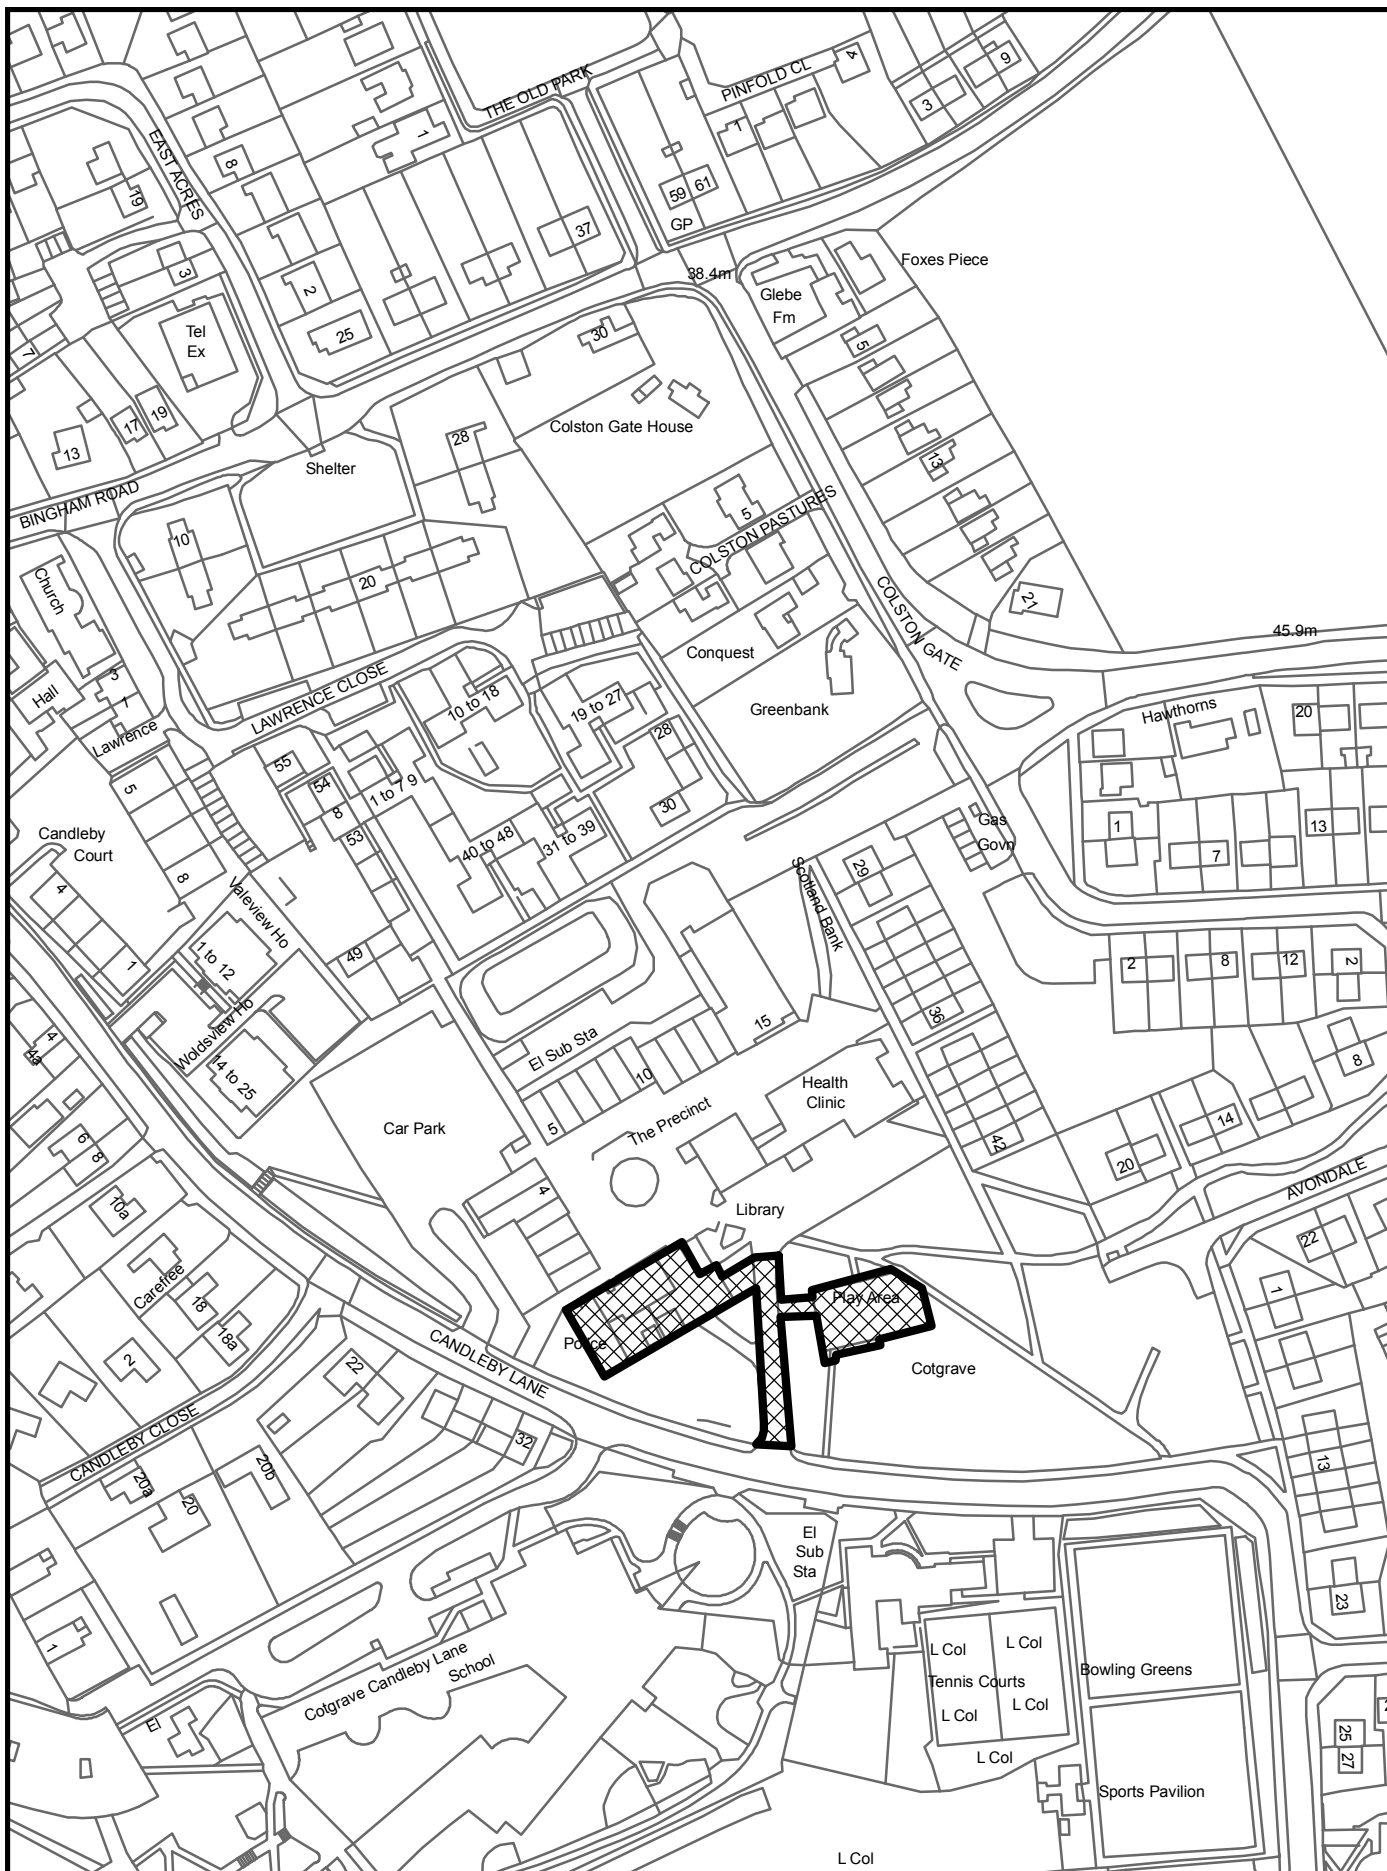 THE OLD PARK
PINFOLD CL
4
9
3
1
1
EAST ACRES
8
19
59
61
GP
37
3
2
38.4m
Foxes Piece
Glebe
Fm
Tel
Ex
25
30
5
7
17
19
13
28
Colston Gate House
13
Shelter
BINGHAM ROAD
5
COLSTON PASTURES
10
20
Church
21
COLSTON GATE
45.9m
3
1
Hall
Conquest
LAWRENCE CLOSE
10 to 18
19 to 27
Greenbank
Hawthorns
20
Lawrence
28
55
54
5
8
1 to 7 9
30
53
40 to 48
31 to 39
Gas
Govn
1
13
7
Candleby
Court
4
8
Valeview Ho
Scotland Bank
29
1 to 12
1
49
2
8
12
2
Woldsview Ho
14 to 25
4
4a
El Sub Sta
15
36
10
8
Health
Clinic
Car Park
5
The Precinct
6
8
42
14
20
10a
4
AVONDALE
Library
22
Carefree
18
18a
1
Play Area
2
Police
CANDLEBY LANE
22
Cotgrave
CANDLEBY CLOSE
32
20b
20a
20
13
El
Sub
Sta
23
1
L Col
L Col
Cotgrave Candleby Lane
School
Tennis Courts
Bowling Greens
L Col
L Col
El
25
27
L Col
Sports Pavilion
L Col